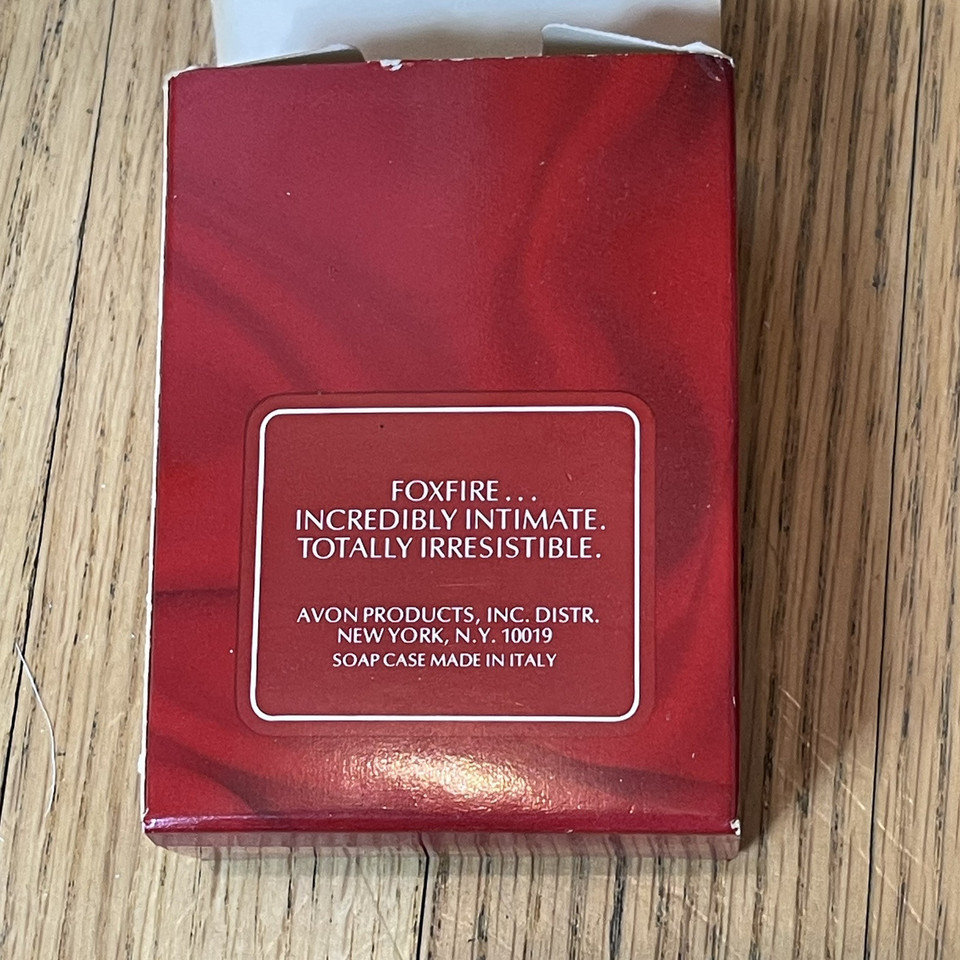 FOXFIRE...
INCREDIBLY INTIMATE.
TOTALLY IRRESISTIBLE.
AVON PRODUCTS, INC. DISTR.
NEW YORK, N.Y. 10019
SOAP CASE MADE IN ITALY